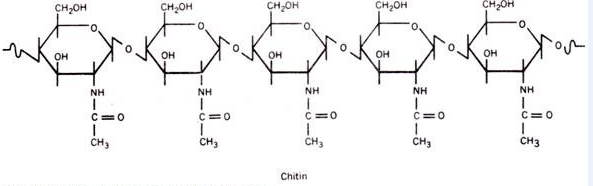 CH₂OH CH₂OH CH₂OH CH₂OH CH₂OH
O O O O O
O O O O O
OH OH OH OH OH
NH NH NH NH NH
C=O C=O C=O C=O C=O
CH₃ CH₃ CH₃ CH₃ CH₃
Chitin